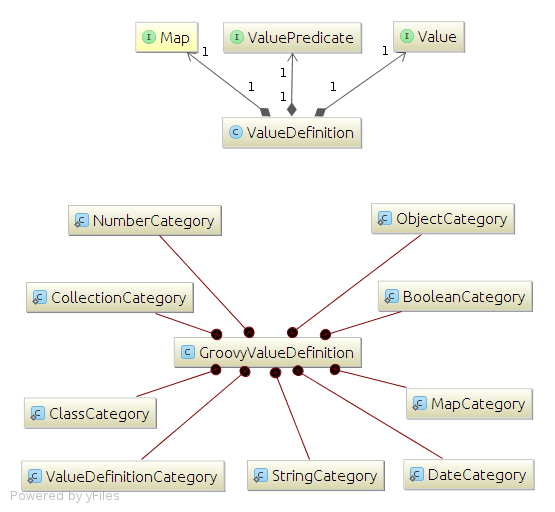 I Map
I ValuePredicate
I Value
1
1
1
1
1
1
C ValueDefinition
C NumberCategory
C ObjectCategory
C CollectionCategory
C BooleanCategory
C GroovyValueDefinition
C ClassCategory
C MapCategory
C ValueDefinitionCategory
C StringCategory
C DateCategory
Powered by yFiles